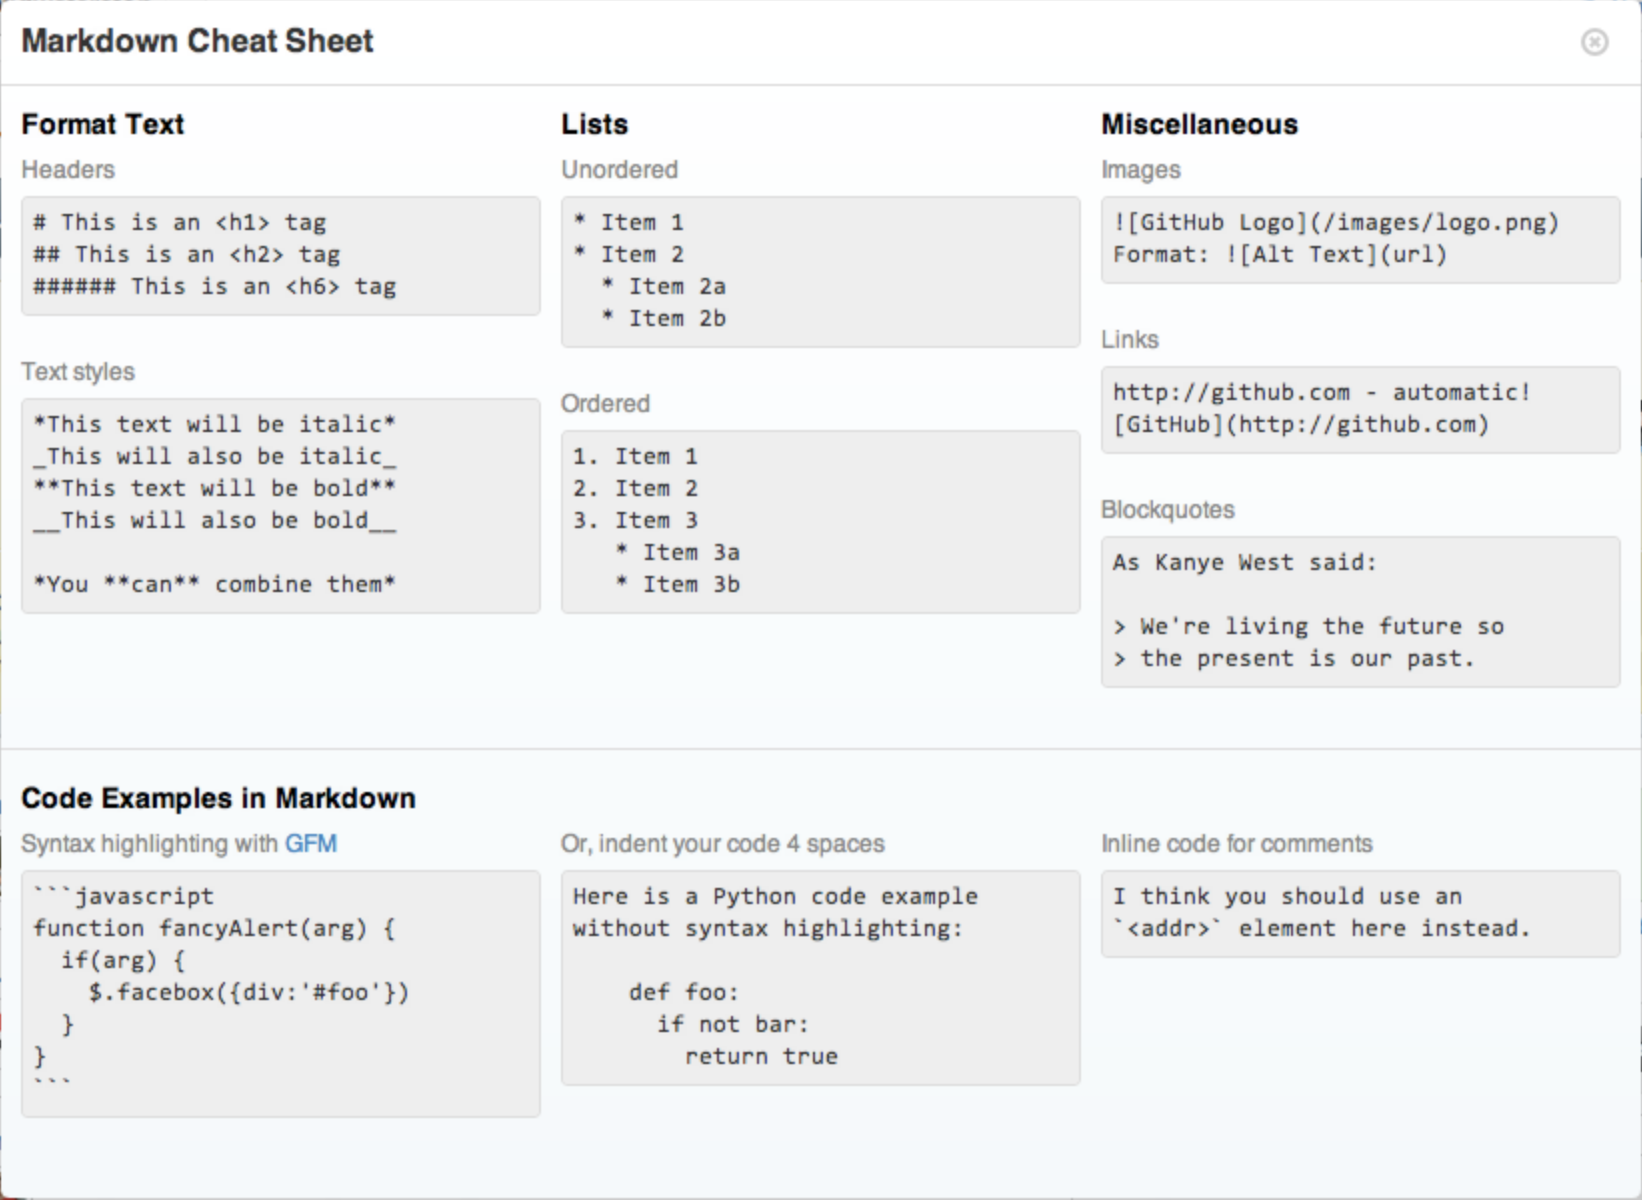 Markdown Cheat Sheet
Format Text
Headers
# This is an <h1> tag
## This is an <h2> tag
###### This is an <h6> tag
Text styles
*This text will be italic*
_This will also be italic_
**This text will be bold**
__This will also be bold__

*You **can** combine them*
Lists
Unordered
* Item 1
* Item 2
  * Item 2a
  * Item 2b
Ordered
1. Item 1
2. Item 2
3. Item 3
   * Item 3a
   * Item 3b
Miscellaneous
Images
![GitHub Logo](/images/logo.png)
Format: ![Alt Text](url)
Links
http://github.com - automatic!
[GitHub](http://github.com)
Blockquotes
As Kanye West said:

> We're living the future so
> the present is our past.
Code Examples in Markdown
Syntax highlighting with GFM
```javascript
function fancyAlert(arg) {
  if(arg) {
    $.facebox({div:'#foo'})
  }
}
```
Or, indent your code 4 spaces
Here is a Python code example
without syntax highlighting:

    def foo:
      if not bar:
        return true
Inline code for comments
I think you should use an
`<addr>` element here instead.